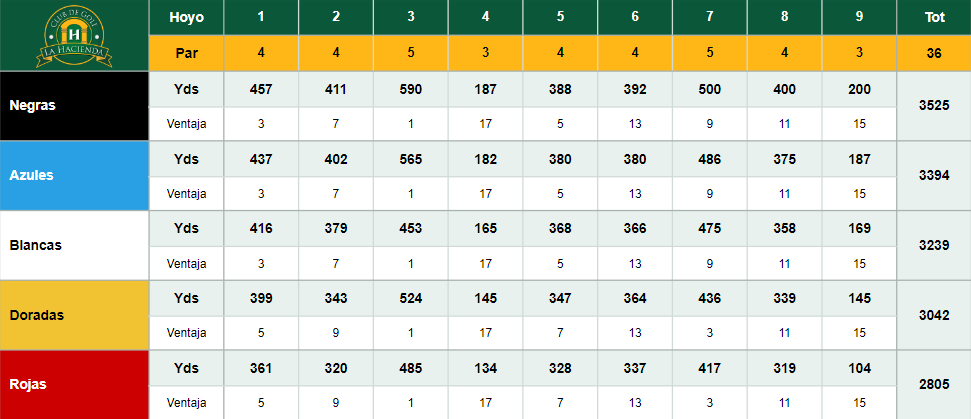 CLUB DE GOLF
H
LA HACIENDA
Hoyo 1 2 3 4 5 6 7 8 9 Tot
Par 4 4 5 3 4 4 5 4 3 36
Negras
Yds 457 411 590 187 388 392 500 400 200 3525
Ventaja 3 7 1 17 5 13 9 11 15
Azules
Yds 437 402 565 182 380 380 486 375 187 3394
Ventaja 3 7 1 17 5 13 9 11 15
Blancas
Yds 416 379 453 165 368 366 475 358 169 3239
Ventaja 3 7 1 17 5 13 9 11 15
Doradas
Yds 399 343 524 145 347 364 436 339 145 3042
Ventaja 5 9 1 17 7 13 3 11 15
Rojas
Yds 361 320 485 134 328 337 417 319 104 2805
Ventaja 5 9 1 17 7 13 3 11 15